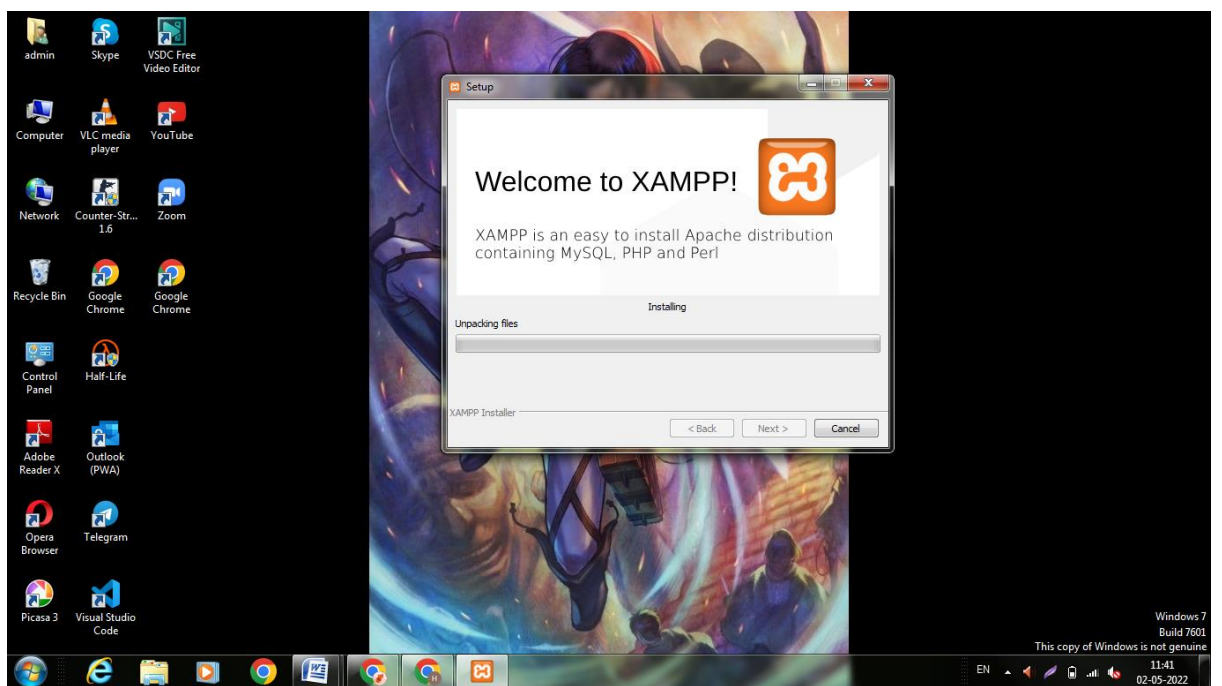 admin
Skype
VSDC Free
Video Editor
Computer
VLC media
player
YouTube
Network
Counter-Str...
1.6
Zoom
Recycle Bin
Google
Chrome
Google
Chrome
Control
Panel
Half-Life
Adobe
Reader X
Outlook
(PWA)
Opera
Browser
Telegram
Picasa 3
Visual Studio
Code
Setup
Welcome to XAMPP!
XAMPP is an easy to install Apache distribution
containing MySQL, PHP and Perl
Installing
Unpacking files
XAMPP Installer
< Back
Next >
Cancel
Windows 7
Build 7601
This copy of Windows is not genuine
EN
11:41
02-05-2022